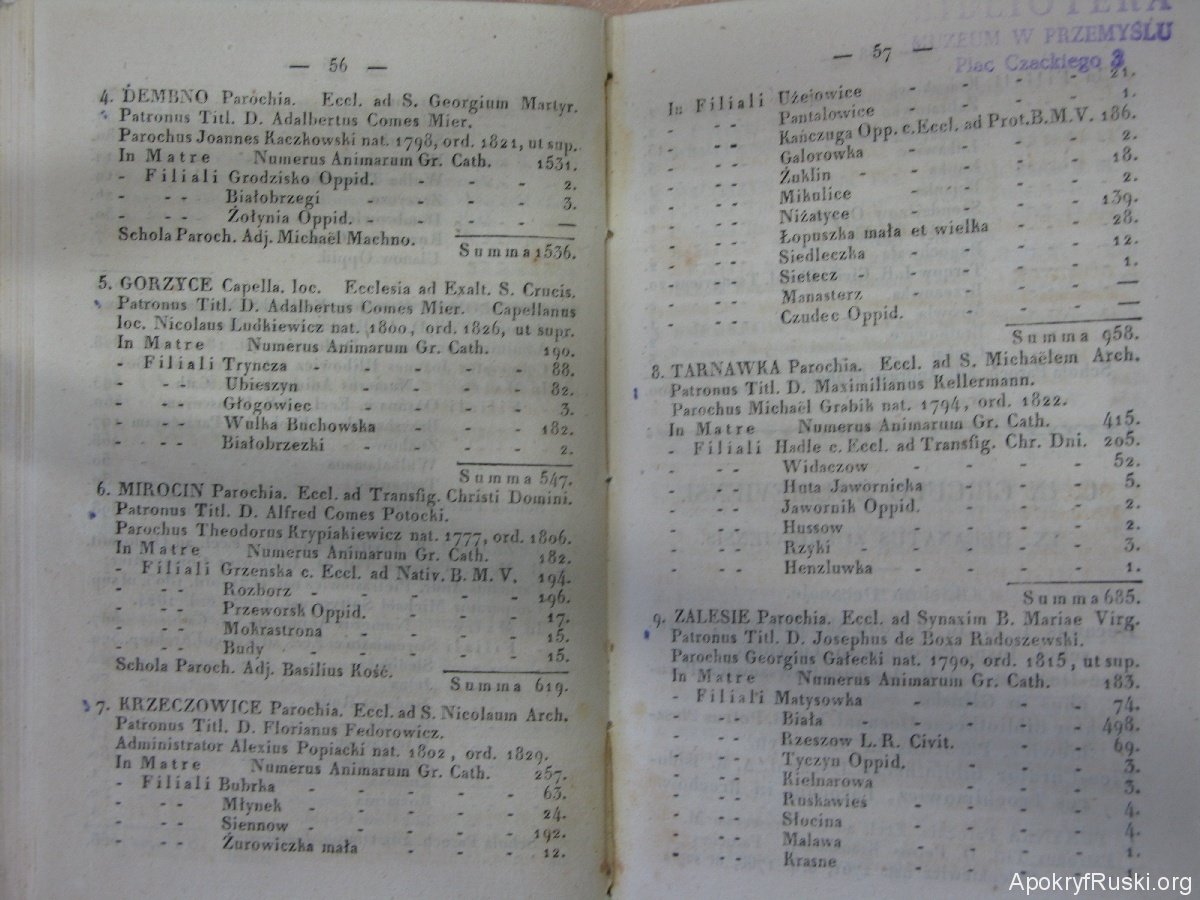 — 56 —
4. DEMBNO Parochia. Eccl. ad S. Georgium Martyr.
Patronus Titl. D. Adalbertus Comes Mier.
Parochus Joannes Kaczkowski nat. 1798, ord. 1821, ut sup.
In Matre Numerus Animarum Gr. Cath. 1531.
- Filiali Grodzisko Oppid. - - - 2.
- - - Białobrzegi - - - - 3.
- - - Żołynia Oppid. - - - - —
Schola Paroch. Adj. Michaël Machno. Summa 1536.
5. GORZYCE Capella. loc. Ecclesia ad Exalt. S. Crucis.
Patronus Titl. D. Adalbertus Comes Mier. Capellanus
loc. Nicolaus Ludkiewicz nat. 1800, ord. 1826, ut supr.
In Matre Numerus Animarum Gr. Cath. 190.
- Filiali Tryncza - - - - - 88.
- - - Ubieszyn - - - - 82.
- - - Głogowiec - - - - 3.
- - - Wulka Buchowska - - - 182.
- - - Białobrzezki - - - - 2.
Summa 547.
6. MIROCIN Parochia. Eccl. ad Transfig. Christi Domini.
Patronus Titl. D. Alfred Comes Potocki.
Parochus Theodorus Krypiakiewicz nat. 1777, ord. 1806.
In Matre Numerus Animarum Gr. Cath. 182.
- Filiali Grzenska c. Eccl. ad Nativ. B. M. V. 194.
- - - Rozborz - - - - - 196.
- - - Przeworsk Oppid. - - - 17.
- - - Mokrastrona - - - - 15.
- - - Budy - - - - - 15.
Schola Paroch. Adj. Basilius Kość. Summa 619.
7. KRZECZOWICE Parochia. Eccl. ad S. Nicolaum Arch.
Patronus Titl. D. Florianus Fedorowicz.
Administrator Alexius Popiacki nat. 1802, ord. 1829.
In Matre Numerus Animarum Gr. Cath. 257.
- Filiali Bubrka - - - - - 63.
- - - Młynek - - - - - 24.
- - - Siennow - - - - - 192.
- - - Żurowiczka mała - - - 12.
BIBLIOTEKA
MUZEUM W PRZEMYŚLU
Plac Czackiego 3
— 57 —
In Filiali Użejowice - - - - 21.
- - - Pantalowice - - - - 1.
- - - Kańczuga Opp. c. Eccl. ad Prot. B. M. V. 186.
- - - Galorowka - - - - 2.
- - - Żuklin - - - - - 18.
- - - Mikulice - - - - 2.
- - - Niżatyce - - - - 139.
- - - Łopuszka mała et wielka - - 28.
- - - Siedleczka - - - - 12.
- - - Sietecz - - - - - 1.
- - - Manasterz - - - - —
- - - Czudec Oppid. - - - - —
Summa 958.
8. TARNAWKA Parochia. Eccl. ad S. Michaëlem Arch.
Patronus Titl. D. Maximilianus Kellermann.
Parochus Michaël Grabik nat. 1794, ord. 1822.
In Matre Numerus Animarum Gr. Cath. 415.
- Filiali Hadle c. Eccl. ad Transfig. Chr. Dni. 205.
- - - Widaczow - - - - 52.
- - - Huta Jawornicka - - - 5.
- - - Jawornik Oppid. - - - 2.
- - - Hussow - - - - 2.
- - - Rzyki - - - - - 3.
- - - Henzluwka - - - - 1.
Summa 685.
9. ZALESIE Parochia. Eccl. ad Synaxim B. Mariae Virg.
Patronus Titl. D. Josephus de Boxa Radoszewski.
Parochus Georgius Gałecki nat. 1790, ord. 1815, ut sup.
In Matre Numerus Animarum Gr. Cath. 183.
- Filiali Matysowka - - - - 74.
- - - Biała - - - - - 498.
- - - Rzeszow L. R. Civit. - - - 69.
- - - Tyczyn Oppid. - - - - 3.
- - - Kielnarowa - - - - 3.
- - - Ruskawieś - - - - 4.
- - - Słocina - - - - 4.
- - - Malawa - - - - 1.
- - - Krasne - - - - 1.
ApokryfRuski.org